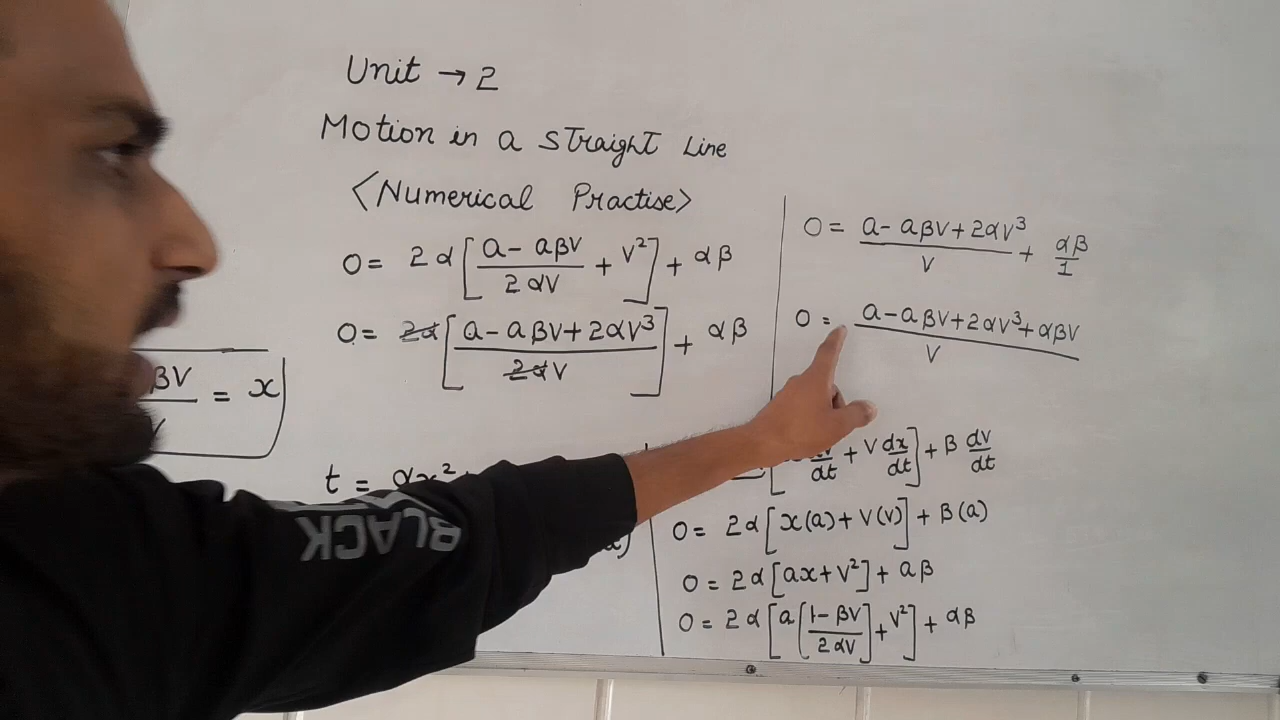 Unit → 2
Motion in a Straight Line
<Numerical Practise>
0 = 2α[(a - aβv)/(2αv) + v²] + αβ
0 = 2α[(a - aβv + 2αv³)/(2αv)] + αβ
βv/v = x
t = αx²
0 = (a - aβv + 2αv³)/v + αβ/1
0 = (a - aβv + 2αv³ + αβv)/v
dt + v dx/dt] + β dv/dt
0 = 2α[x(a) + v(v)] + β(a)
0 = 2α[ax + v²] + aβ
0 = 2α[a[(1 - βv)/(2αv)] + v²] + αβ
BLACK